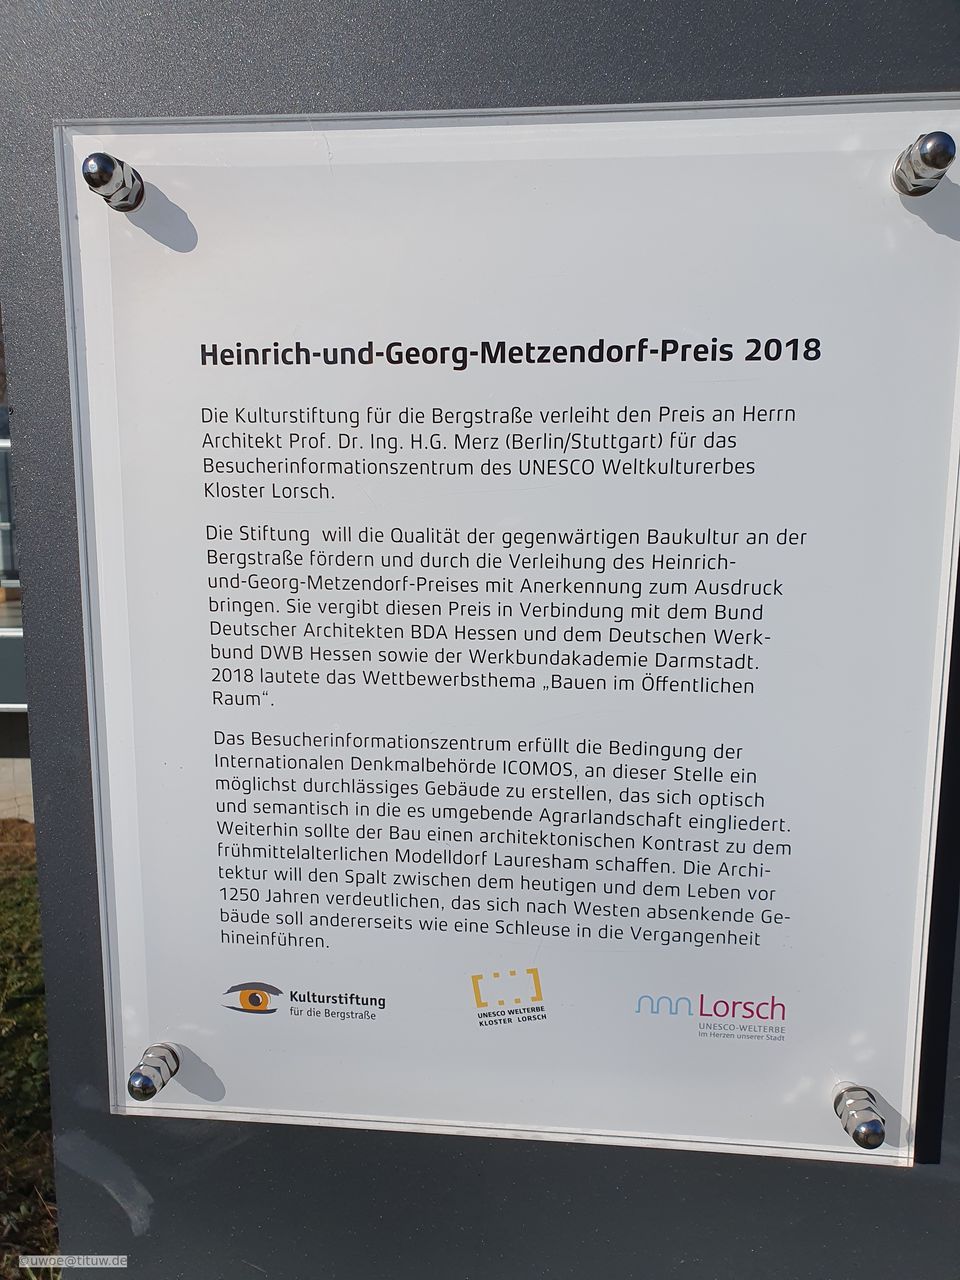 Heinrich-und-Georg-Metzendorf-Preis 2018
Die Kulturstiftung für die Bergstraße verleiht den Preis an Herrn
Architekt Prof. Dr. Ing. H.G. Merz (Berlin/Stuttgart) für das
Besucherinformationszentrum des UNESCO Weltkulturerbes
Kloster Lorsch.
Die Stiftung will die Qualität der gegenwärtigen Baukultur an der
Bergstraße fördern und durch die Verleihung des Heinrich-
und-Georg-Metzendorf-Preises mit Anerkennung zum Ausdruck
bringen. Sie vergibt diesen Preis in Verbindung mit dem Bund
Deutscher Architekten BDA Hessen und dem Deutschen Werk-
bund DWB Hessen sowie der Werkbundakademie Darmstadt.
2018 lautete das Wettbewerbsthema „Bauen im Öffentlichen
Raum“.
Das Besucherinformationszentrum erfüllt die Bedingung der
Internationalen Denkmalbehörde ICOMOS, an dieser Stelle ein
möglichst durchlässiges Gebäude zu erstellen, das sich optisch
und semantisch in die es umgebende Agrarlandschaft eingliedert.
Weiterhin sollte der Bau einen architektonischen Kontrast zu dem
frühmittelalterlichen Modelldorf Lauresham schaffen. Die Archi-
tektur will den Spalt zwischen dem heutigen und dem Leben vor
1250 Jahren verdeutlichen, das sich nach Westen absenkende Ge-
bäude soll andererseits wie eine Schleuse in die Vergangenheit
hineinführen.
Kulturstiftung
für die Bergstraße
UNESCO WELTERBE
KLOSTER LORSCH
Lorsch
UNESCO-WELTERBE
Im Herzen unserer Stadt
©uwoe@tituw.de